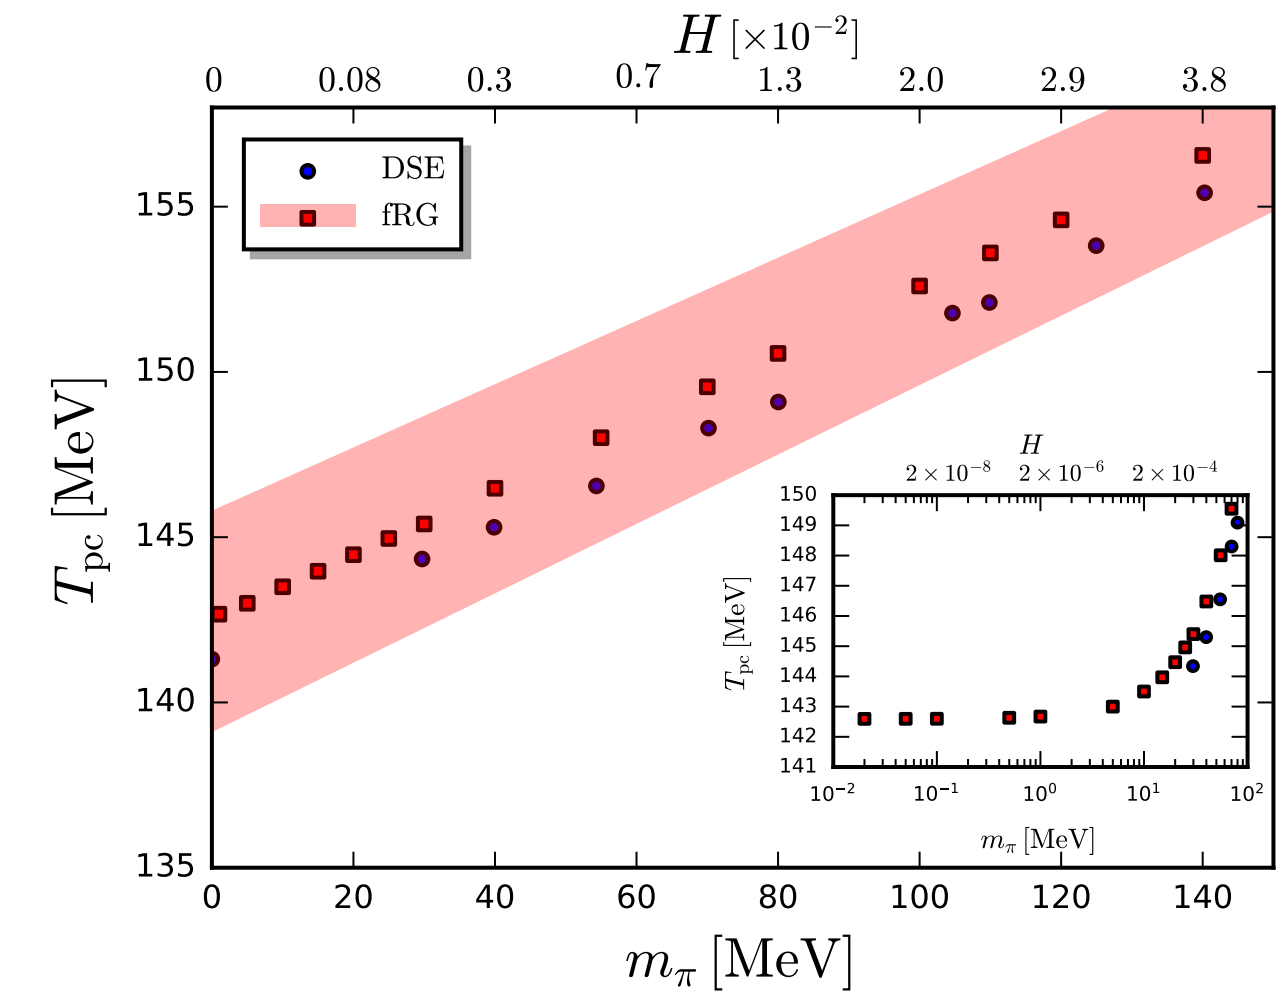 H [×10⁻²]
0 0.08 0.3 0.7 1.3 2.0 2.9 3.8
DSE
fRG
155
150
145
140
135
T_pc [MeV]
0 20 40 60 80 100 120 140
m_π [MeV]
H
2 × 10⁻⁸ 2 × 10⁻⁶ 2 × 10⁻⁴
150
149
148
147
146
145
144
143
142
141
T_pc [MeV]
10⁻² 10⁻¹ 10⁰ 10¹ 10²
m_π [MeV]